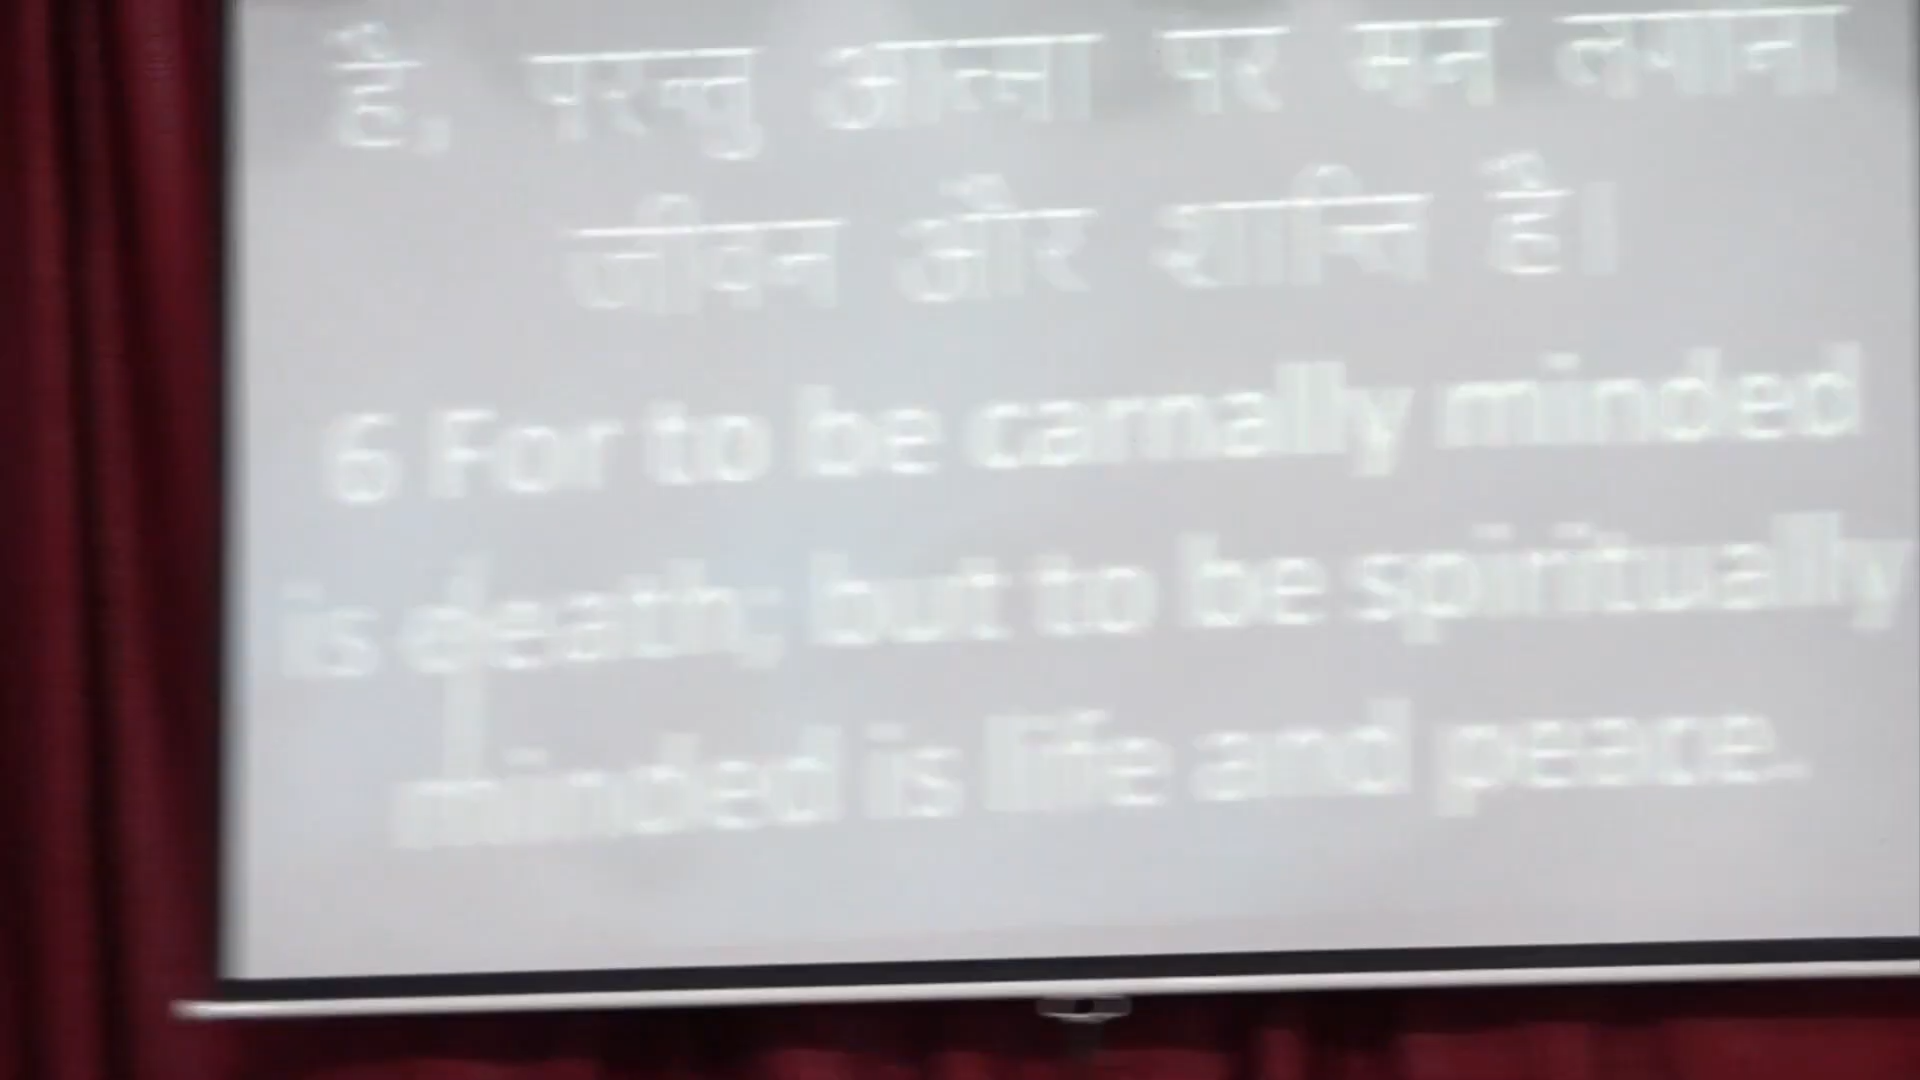 है, परन्तु आत्मा पर मन लगाना
जीवन और शान्ति है।
6 For to be carnally minded
is death; but to be spiritually
minded is life and peace.